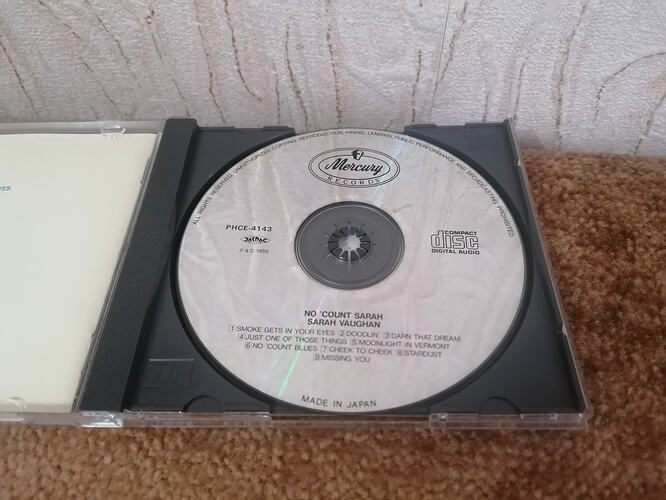 YES
ALL RIGHTS RESERVED. UNAUTHORIZED COPYING, REPRODUCTION, HIRING, LENDING, PUBLIC PERFORMANCE AND BROADCASTING PROHIBITED.
Mercury
RECORDS
PHCE-4143
JASRAC
P & C 1959
COMPACT
disc
DIGITAL AUDIO
NO 'COUNT SARAH
SARAH VAUGHAN
1 SMOKE GETS IN YOUR EYES 2 DOODLIN' 3 DARN THAT DREAM
4 JUST ONE OF THOSE THINGS 5 MOONLIGHT IN VERMONT
6 NO 'COUNT BLUES 7 CHEEK TO CHEEK 8 STARDUST
9 MISSING YOU
MADE IN JAPAN